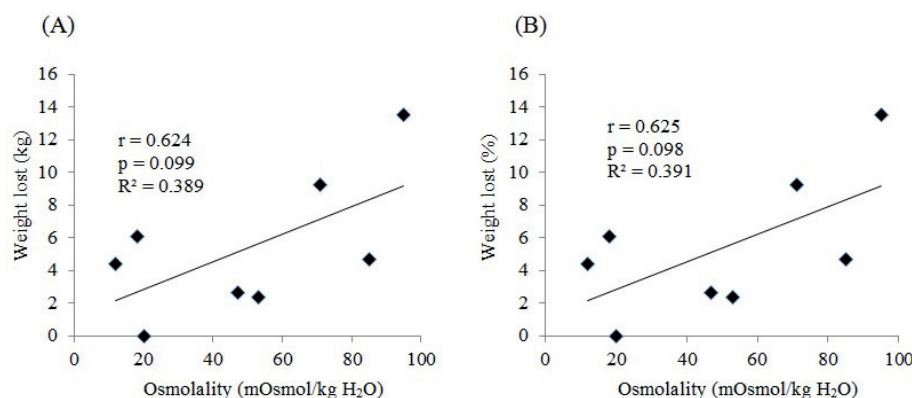 (A)
Weight lost (kg)
16
14
12
10
8
6
4
2
0
r = 0.624
p = 0.099
R² = 0.389
0 20 40 60 80 100
Osmolality (mOsmol/kg H₂O)
(B)
Weight lost (%)
16
14
12
10
8
6
4
2
0
r = 0.625
p = 0.098
R² = 0.391
0 20 40 60 80 100
Osmolality (mOsmol/kg H₂O)